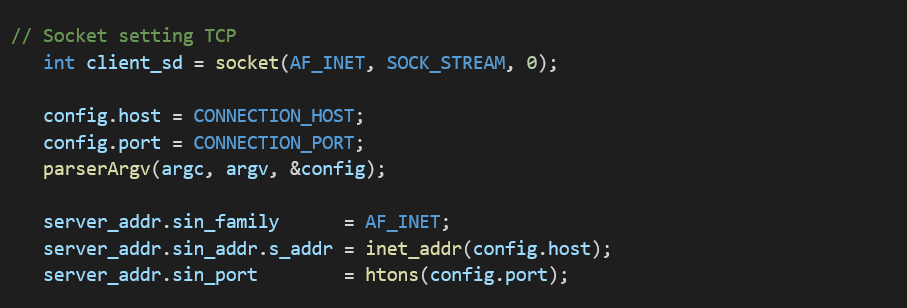 // Socket setting TCP
int client_sd = socket(AF_INET, SOCK_STREAM, 0);
config.host = CONNECTION_HOST;
config.port = CONNECTION_PORT;
parserArgv(argc, argv, &config);
server_addr.sin_family      = AF_INET;
server_addr.sin_addr.s_addr = inet_addr(config.host);
server_addr.sin_port        = htons(config.port);